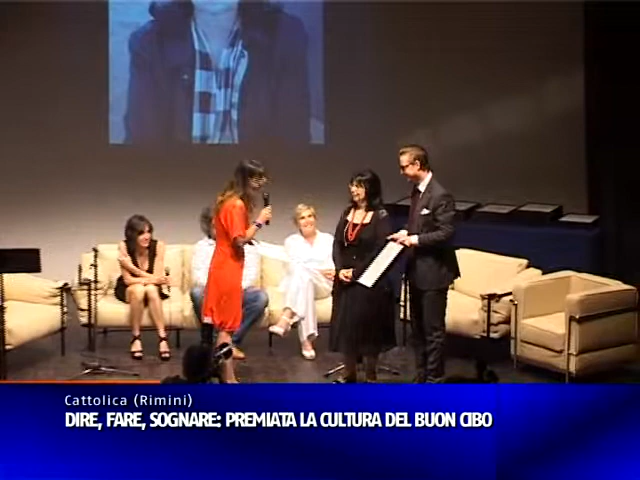 Cattolica (Rimini)
DIRE, FARE, SOGNARE: PREMIATA LA CULTURA DEL BUON CIBO